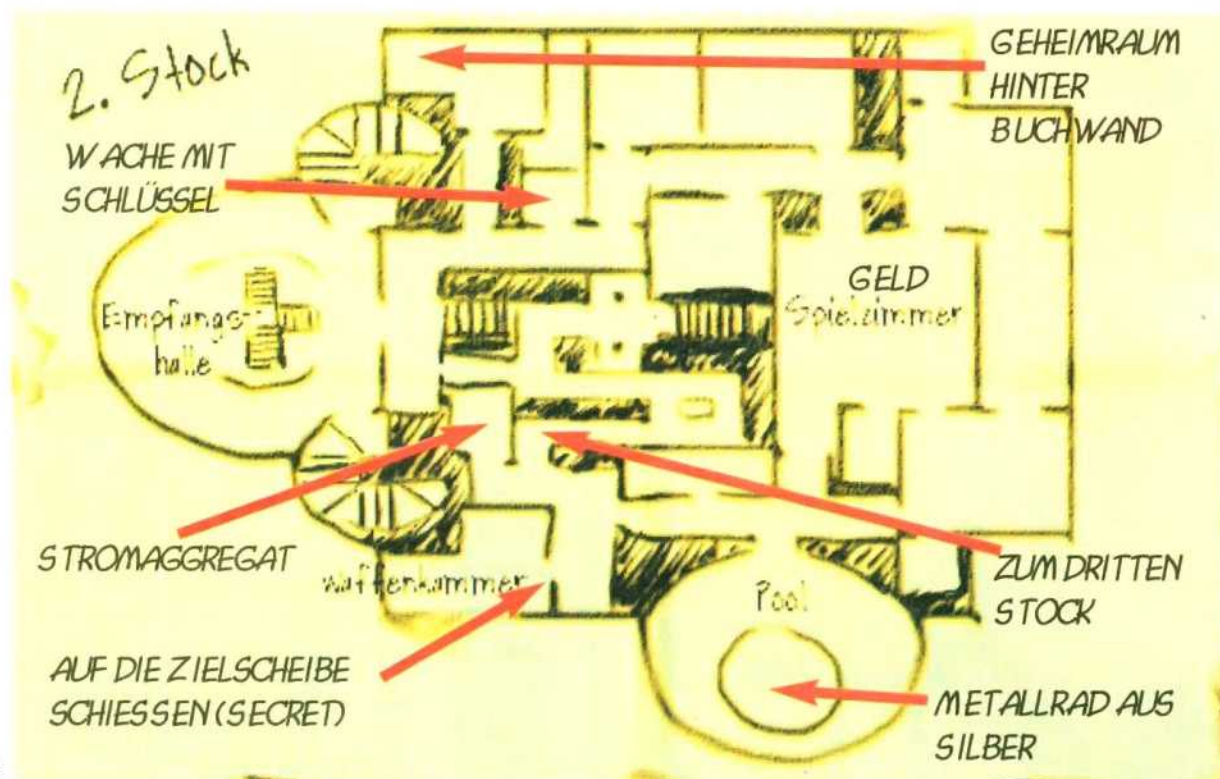 2. Stock
GEHEIMRAUM
HINTER
BUCHWAND
WACHE MIT
SCHLÜSSEL
GELD
Spielzimmer
Empfangs-
halle
STROMAGGREGAT
Waffenkammer
Pool
ZUM DRITTEN
STOCK
AUF DIE ZIELSCHEIBE
SCHIESSEN (SECRET)
METALLRAD AUS
SILBER